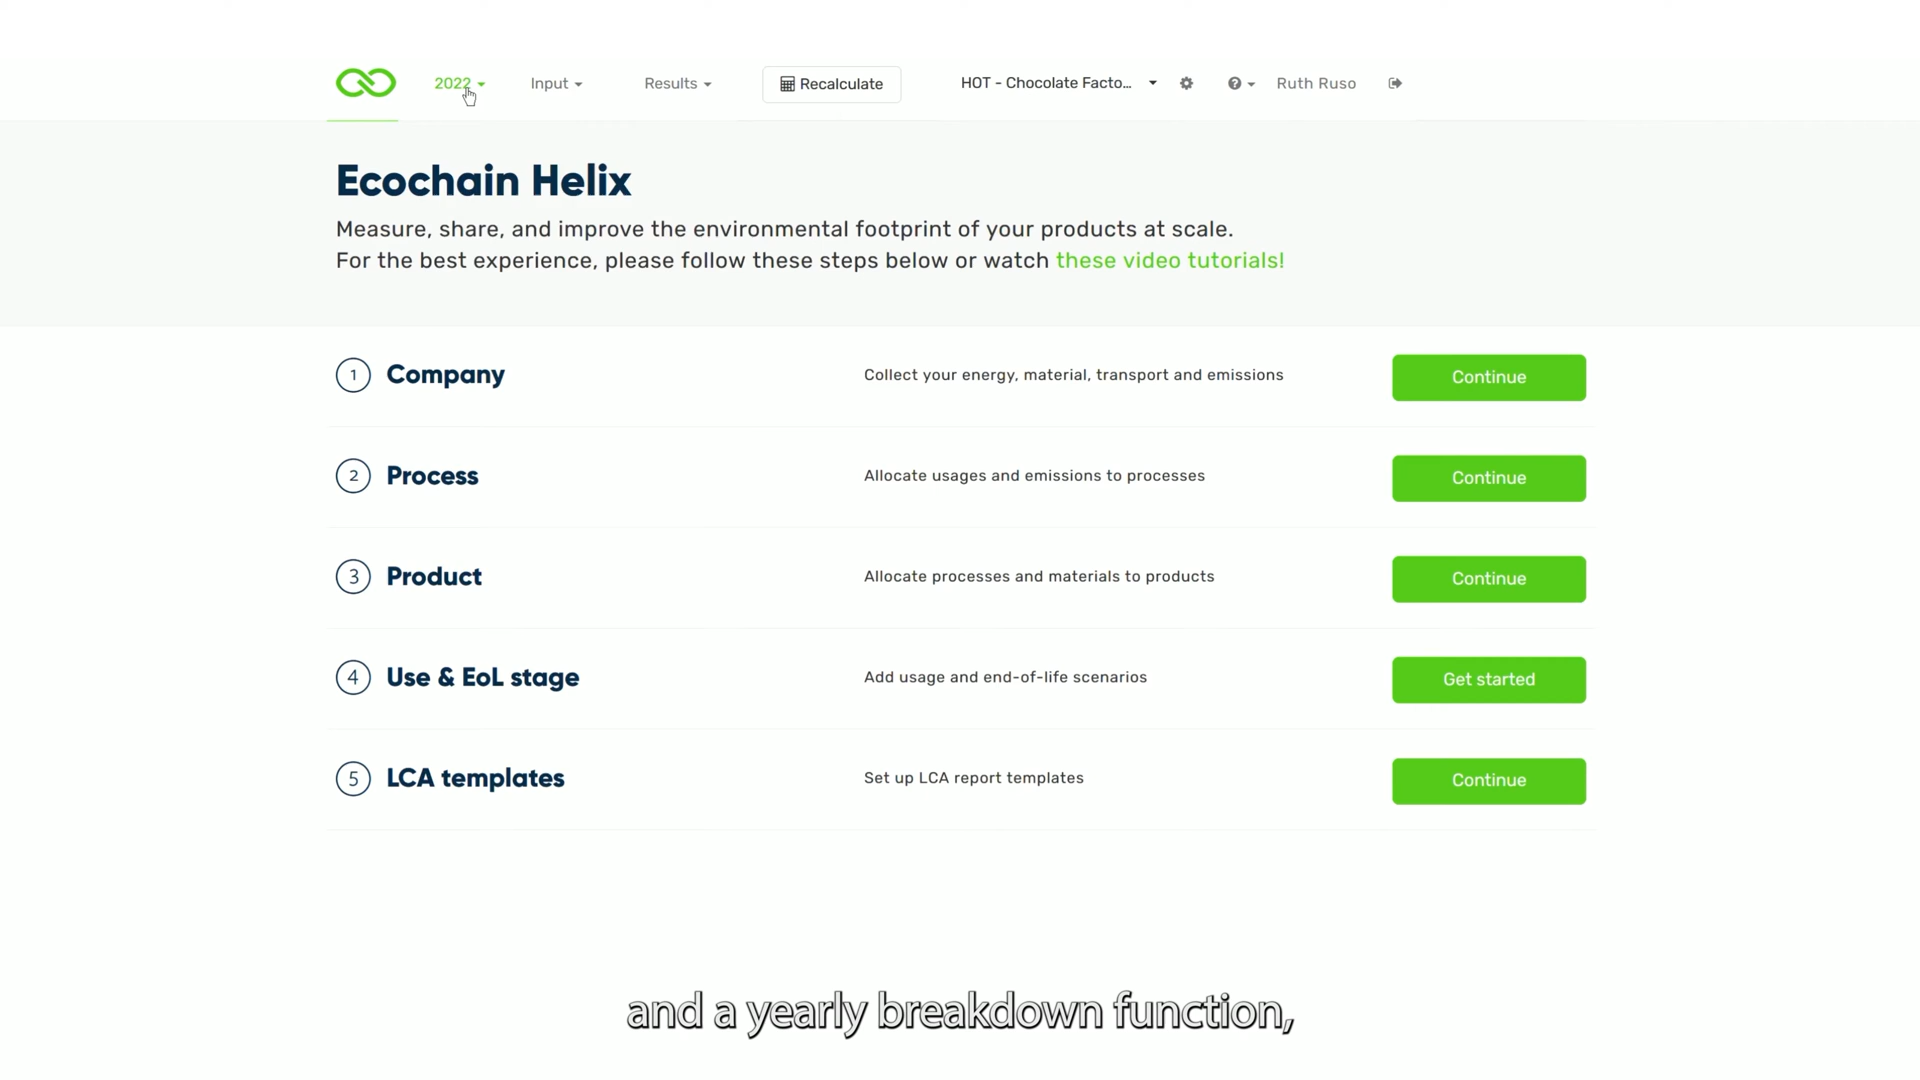 2022 Input Results Recalculate HOT - Chocolate Facto... Ruth Ruso
Ecochain Helix
Measure, share, and improve the environmental footprint of your products at scale.
For the best experience, please follow these steps below or watch these video tutorials!
1 Company Collect your energy, material, transport and emissions Continue
2 Process Allocate usages and emissions to processes Continue
3 Product Allocate processes and materials to products Continue
4 Use & EoL stage Add usage and end-of-life scenarios Get started
5 LCA templates Set up LCA report templates Continue
and a yearly breakdown function,